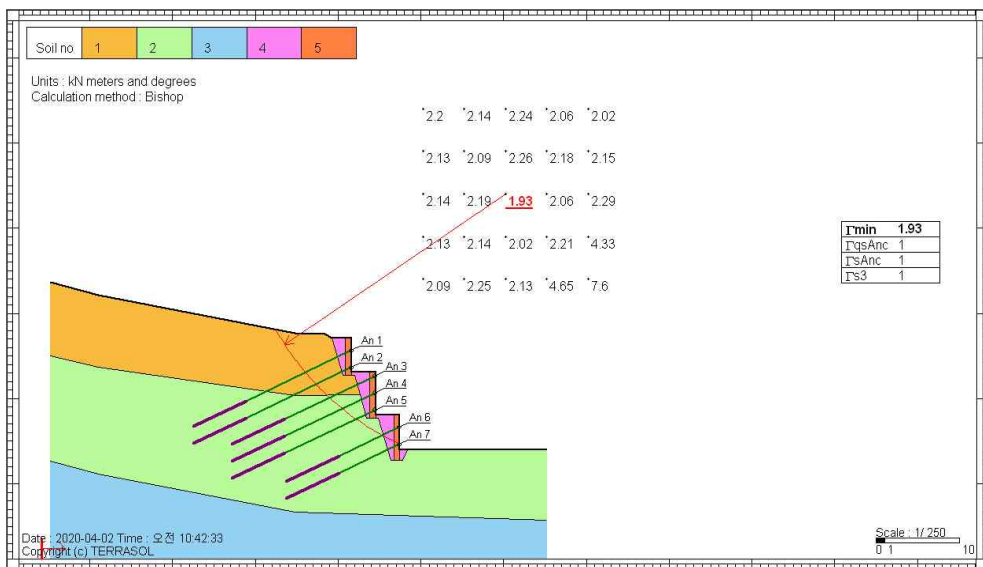 Soil no 1 2 3 4 5
Units : kN meters and degrees
Calculation method : Bishop
2.2 2.14 2.24 2.06 2.02
2.13 2.09 2.26 2.18 2.15
2.14 2.19 1.93 2.06 2.29
2.13 2.14 2.02 2.21 4.33
2.09 2.25 2.13 4.65 7.6
Γmin 1.93
ΓqsAnc 1
ΓsAnc 1
Γs3 1
An 1
An 2
An 3
An 4
An 5
An 6
An 7
Date : 2020-04-02 Time : 오전 10:42:33
Copyright (c) TERRASOL
Scale : 1/ 250
0 1 10